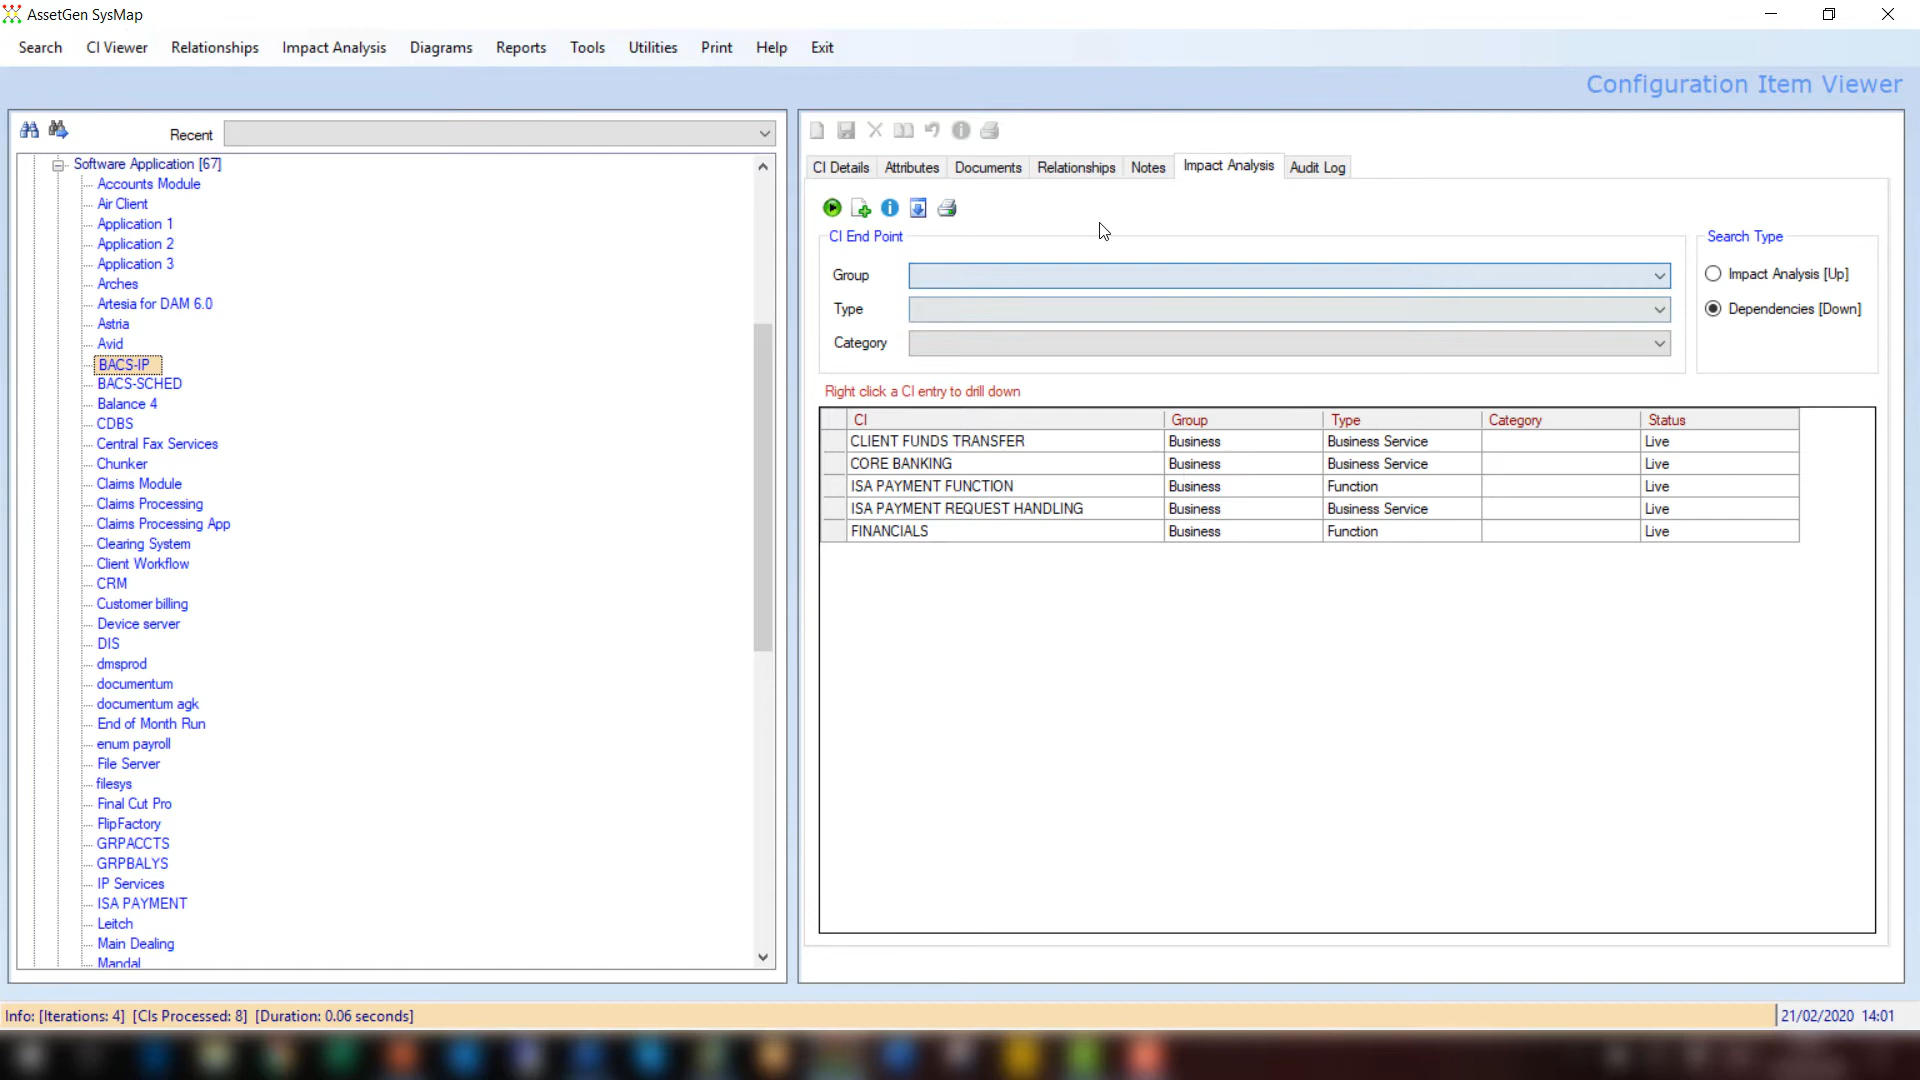 AssetGen SysMap
Search CI Viewer Relationships Impact Analysis Diagrams Reports Tools Utilities Print Help Exit
Configuration Item Viewer
Recent
Software Application [67]
Accounts Module
Air Client
Application 1
Application 2
Application 3
Arches
Artesia for DAM 6.0
Astria
Avid
BACS-IP
BACS-SCHED
Balance 4
CDBS
Central Fax Services
Chunker
Claims Module
Claims Processing
Claims Processing App
Clearing System
Client Workflow
CRM
Customer billing
Device server
DIS
dmsprod
documentum
documentum agk
End of Month Run
enum payroll
File Server
filesys
Final Cut Pro
FlipFactory
GRPACCTS
GRPBALYS
IP Services
ISA PAYMENT
Leitch
Main Dealing
Mandal
CI Details Attributes Documents Relationships Notes Impact Analysis Audit Log
CI End Point
Group
Type
Category
Search Type
Impact Analysis [Up]
Dependencies [Down]
Right click a CI entry to drill down
CI Group Type Category Status
CLIENT FUNDS TRANSFER Business Business Service Live
CORE BANKING Business Business Service Live
ISA PAYMENT FUNCTION Business Function Live
ISA PAYMENT REQUEST HANDLING Business Business Service Live
FINANCIALS Business Function Live
Info: [Iterations: 4] [CIs Processed: 8] [Duration: 0.06 seconds]
21/02/2020 14:01